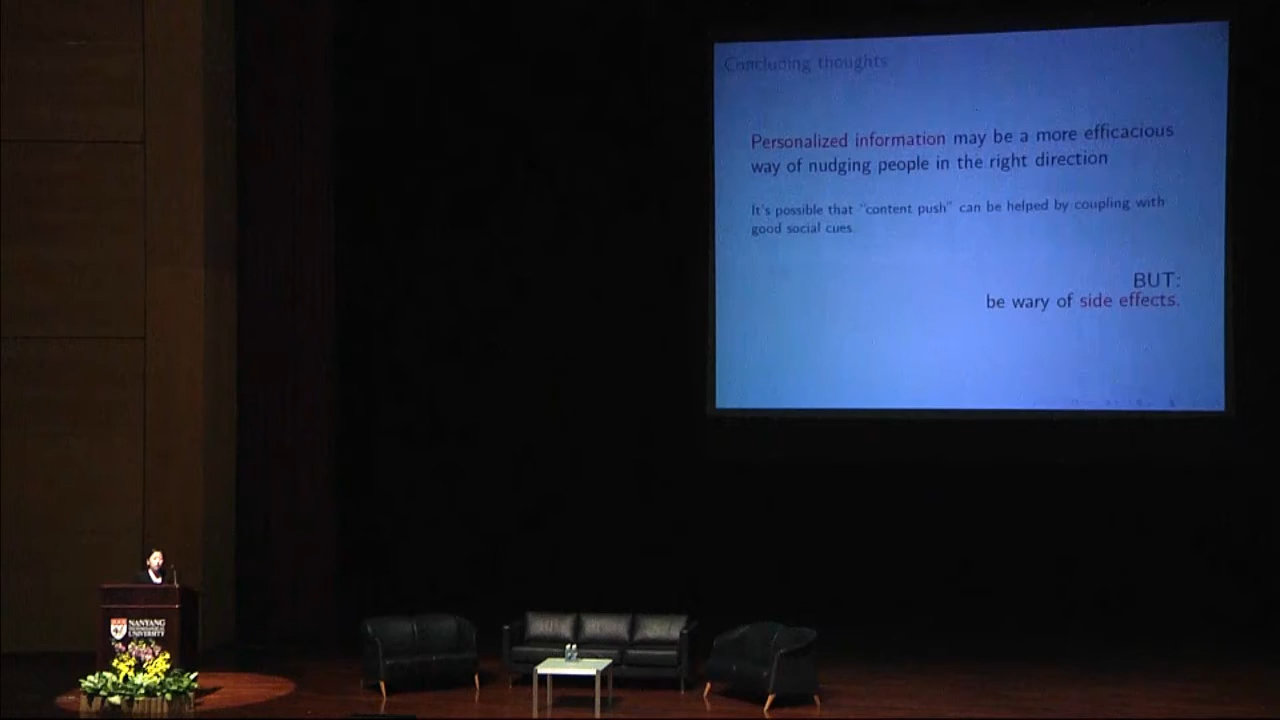 Concluding thoughts
Personalized information may be a more efficacious
way of nudging people in the right direction
It's possible that "content push" can be helped by coupling with
good social cues.
BUT:
be wary of side effects.
NANYANG
TECHNOLOGICAL
UNIVERSITY